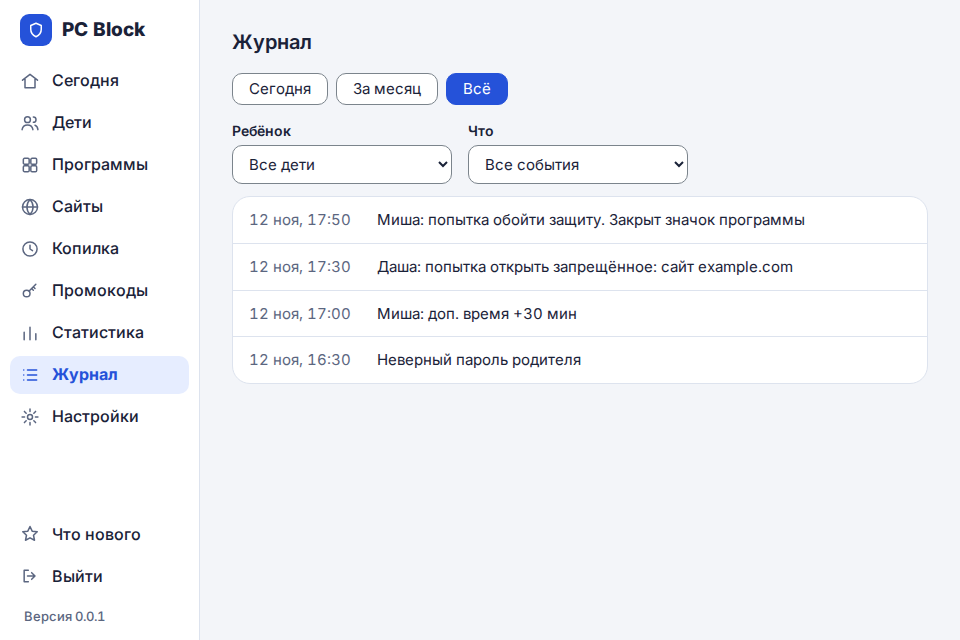 PC Block
Сегодня
Дети
Программы
Сайты
Копилка
Промокоды
Статистика
Журнал
Настройки
Что нового
Выйти
Версия 0.0.1
Журнал
Сегодня За месяц Всё
Ребёнок Что
Все дети Все события
12 ноя, 17:50 Миша: попытка обойти защиту. Закрыт значок программы
12 ноя, 17:30 Даша: попытка открыть запрещённое: сайт example.com
12 ноя, 17:00 Миша: доп. время +30 мин
12 ноя, 16:30 Неверный пароль родителя